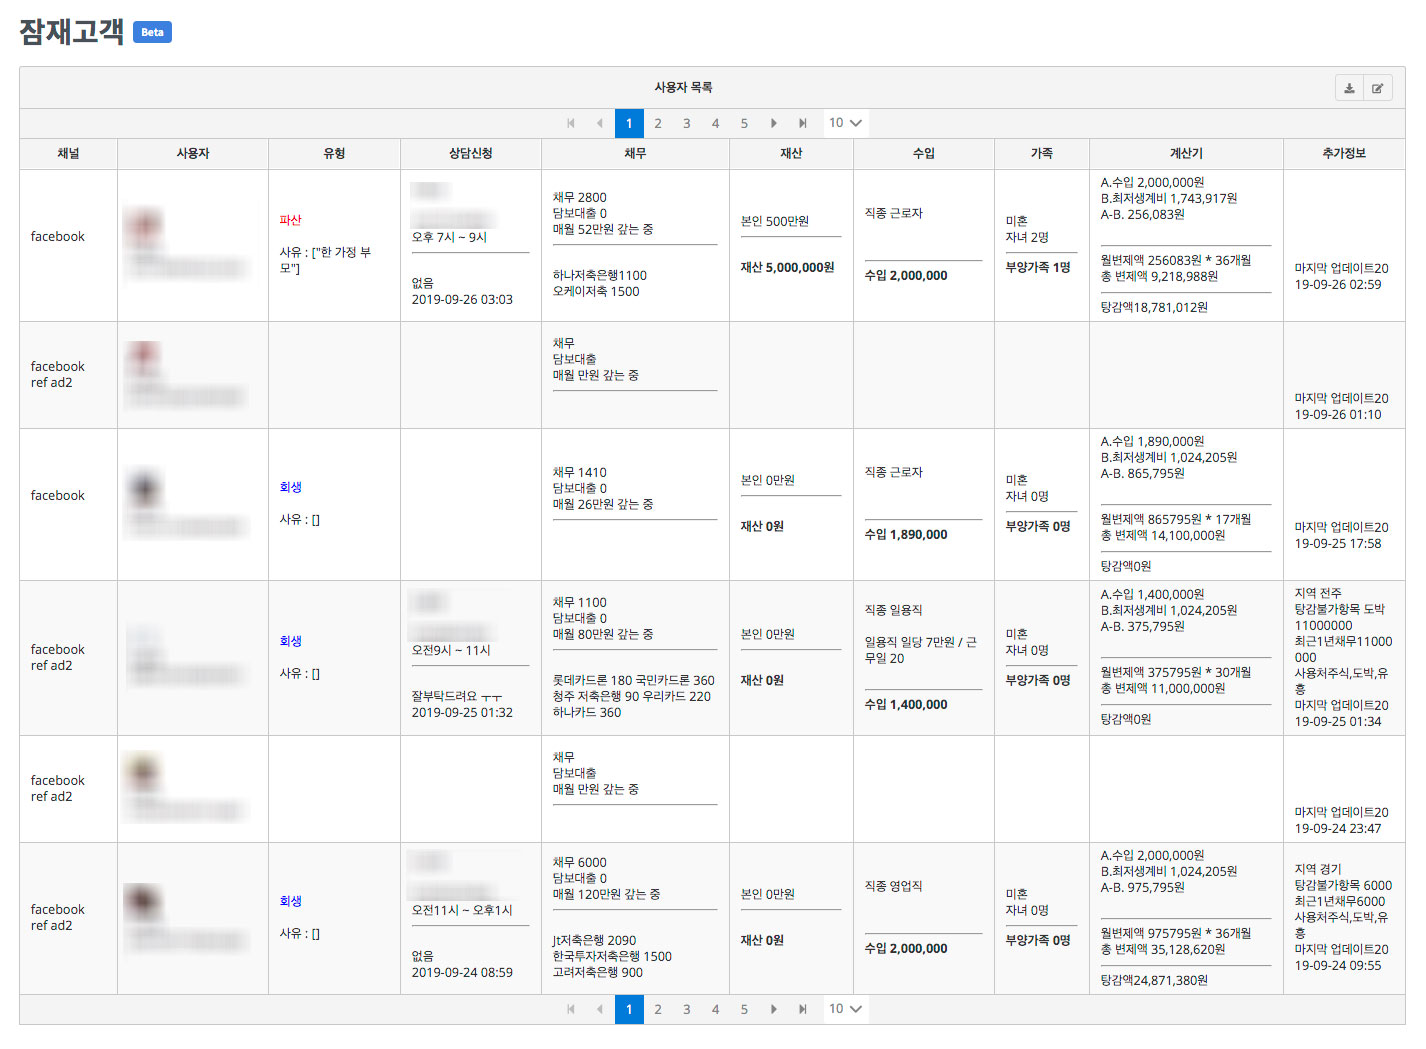 잠재고객 Beta
사용자 목록
1 2 3 4 5 10
채널 사용자 유형 상담신청 채무 재산 수입 가족 계산기 추가정보
facebook
파산
사유 : ["한 가정 부
모"]
오후 7시 ~ 9시
없음
2019-09-26 03:03
채무 2800
담보대출 0
매월 52만원 갚는 중
하나저축은행1100
오케이저축 1500
본인 500만원
재산 5,000,000원
직종 근로자
수입 2,000,000
미혼
자녀 2명
부양가족 1명
A.수입 2,000,000원
B.최저생계비 1,743,917원
A-B. 256,083원
월변제액 256083원 * 36개월
총 변제액 9,218,988원
탕감액18,781,012원
마지막 업데이트20
19-09-26 02:59
facebook
ref ad2
채무
담보대출
매월 만원 갚는 중
마지막 업데이트20
19-09-26 01:10
facebook
회생
사유 : []
채무 1410
담보대출 0
매월 26만원 갚는 중
본인 0만원
재산 0원
직종 근로자
수입 1,890,000
미혼
자녀 0명
부양가족 0명
A.수입 1,890,000원
B.최저생계비 1,024,205원
A-B. 865,795원
월변제액 865795원 * 17개월
총 변제액 14,100,000원
탕감액0원
마지막 업데이트20
19-09-25 17:58
facebook
ref ad2
회생
사유 : []
오전9시 ~ 11시
잘부탁드려요 ㅜㅜ
2019-09-25 01:32
채무 1100
담보대출 0
매월 80만원 갚는 중
롯데카드론 180 국민카드론 360
청주 저축은행 90 우리카드 220
하나카드 360
본인 0만원
재산 0원
직종 일용직
일용직 일당 7만원 / 근
무일 20
수입 1,400,000
미혼
자녀 0명
부양가족 0명
A.수입 1,400,000원
B.최저생계비 1,024,205원
A-B. 375,795원
월변제액 375795원 * 30개월
총 변제액 11,000,000원
탕감액0원
지역 전주
탕감불가항목 도박
11000000
최근1년채무11000
000
사용처주식,도박,유
흥
마지막 업데이트20
19-09-25 01:34
facebook
ref ad2
채무
담보대출
매월 만원 갚는 중
마지막 업데이트20
19-09-24 23:47
facebook
ref ad2
회생
사유 : []
오전11시 ~ 오후1시
없음
2019-09-24 08:59
채무 6000
담보대출 0
매월 120만원 갚는 중
Jt저축은행 2090
한국투자저축은행 1500
고려저축은행 900
본인 0만원
재산 0원
직종 영업직
수입 2,000,000
미혼
자녀 0명
부양가족 0명
A.수입 2,000,000원
B.최저생계비 1,024,205원
A-B. 975,795원
월변제액 975795원 * 36개월
총 변제액 35,128,620원
탕감액24,871,380원
지역 경기
탕감불가항목 6000
최근1년채무6000
사용처주식,도박,유
흥
마지막 업데이트20
19-09-24 09:55
1 2 3 4 5 10